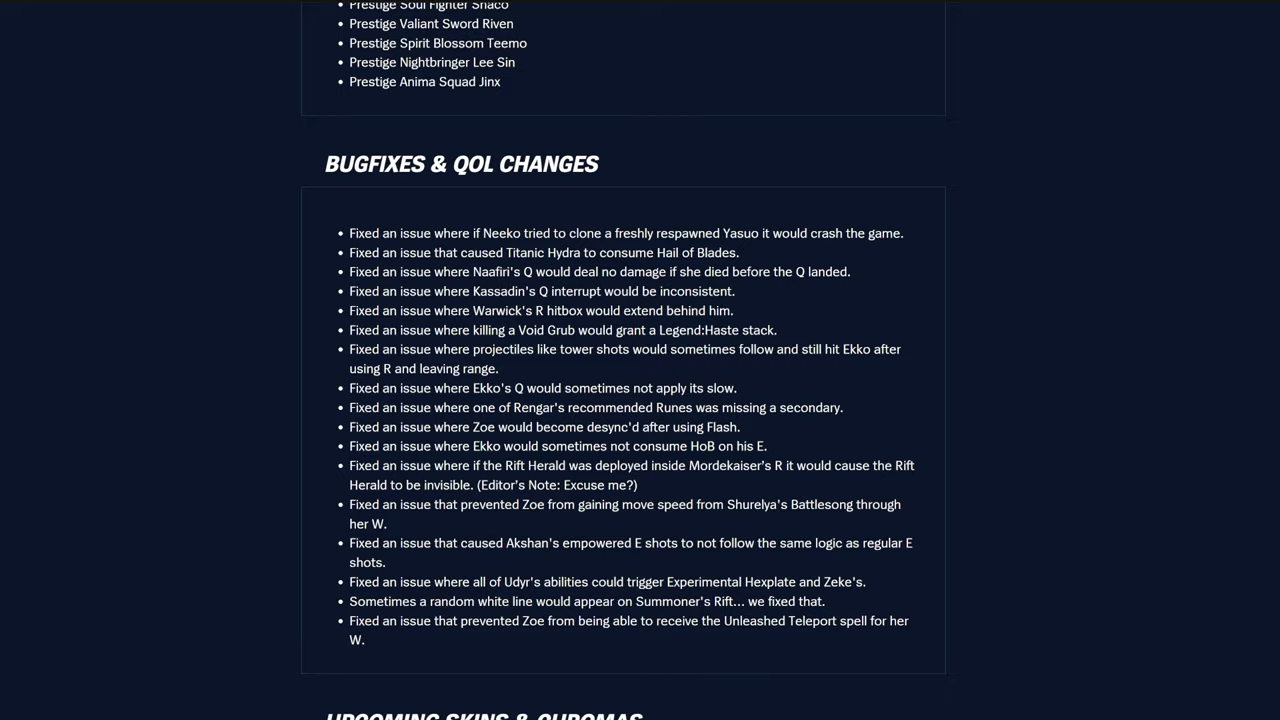 Prestige Soul Fighter Shaco
Prestige Valiant Sword Riven
Prestige Spirit Blossom Teemo
Prestige Nightbringer Lee Sin
Prestige Anima Squad Jinx
BUGFIXES & QOL CHANGES
Fixed an issue where if Neeko tried to clone a freshly respawned Yasuo it would crash the game.
Fixed an issue that caused Titanic Hydra to consume Hail of Blades.
Fixed an issue where Naafiri's Q would deal no damage if she died before the Q landed.
Fixed an issue where Kassadin's Q interrupt would be inconsistent.
Fixed an issue where Warwick's R hitbox would extend behind him.
Fixed an issue where killing a Void Grub would grant a Legend:Haste stack.
Fixed an issue where projectiles like tower shots would sometimes follow and still hit Ekko after
using R and leaving range.
Fixed an issue where Ekko's Q would sometimes not apply its slow.
Fixed an issue where one of Rengar's recommended Runes was missing a secondary.
Fixed an issue where Zoe would become desync'd after using Flash.
Fixed an issue where Ekko would sometimes not consume HoB on his E.
Fixed an issue where if the Rift Herald was deployed inside Mordekaiser's R it would cause the Rift
Herald to be invisible. (Editor's Note: Excuse me?)
Fixed an issue that prevented Zoe from gaining move speed from Shurelya's Battlesong through
her W.
Fixed an issue that caused Akshan's empowered E shots to not follow the same logic as regular E
shots.
Fixed an issue where all of Udyr's abilities could trigger Experimental Hexplate and Zeke's.
Sometimes a random white line would appear on Summoner's Rift... we fixed that.
Fixed an issue that prevented Zoe from being able to receive the Unleashed Teleport spell for her
W.
UPCOMING SKINS & CHROMAS